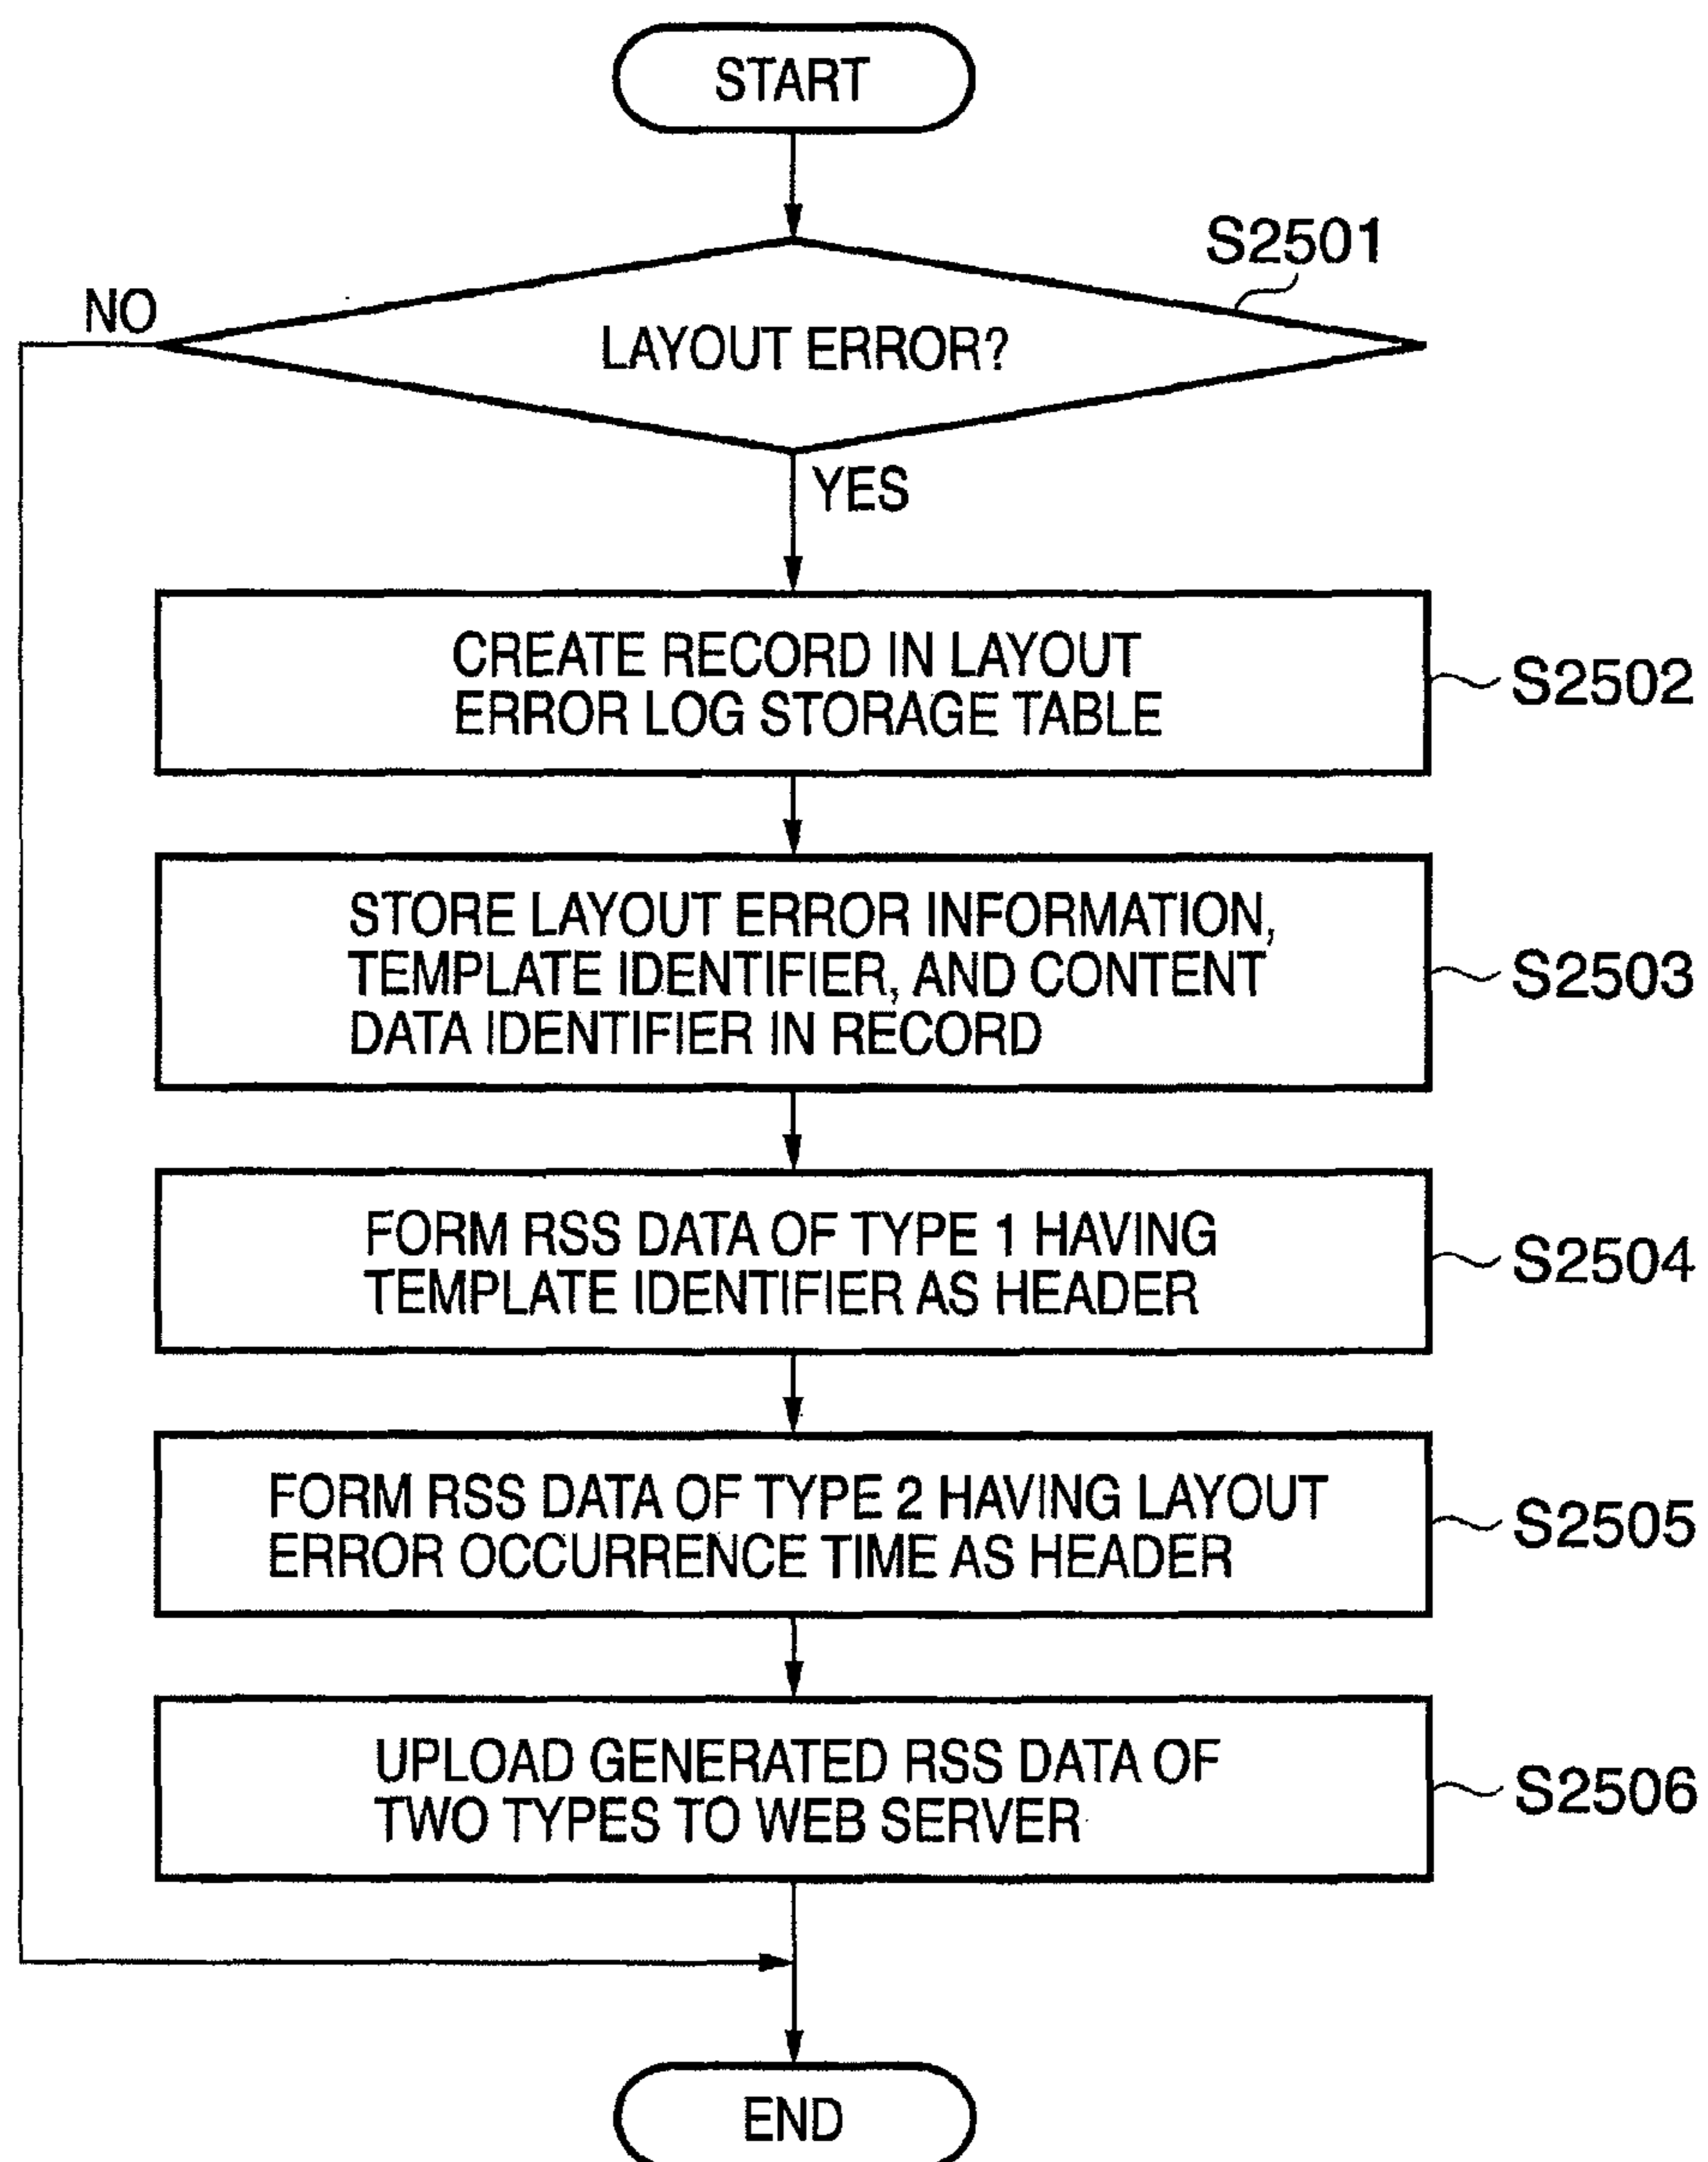 START
S2501
NO
LAYOUT ERROR?
YES
CREATE RECORD IN LAYOUT
ERROR LOG STORAGE TABLE
S2502
STORE LAYOUT ERROR INFORMATION,
TEMPLATE IDENTIFIER, AND CONTENT
DATA IDENTIFIER IN RECORD
S2503
FORM RSS DATA OF TYPE 1 HAVING
TEMPLATE IDENTIFIER AS HEADER
S2504
FORM RSS DATA OF TYPE 2 HAVING LAYOUT
ERROR OCCURRENCE TIME AS HEADER
S2505
UPLOAD GENERATED RSS DATA OF
TWO TYPES TO WEB SERVER
S2506
END